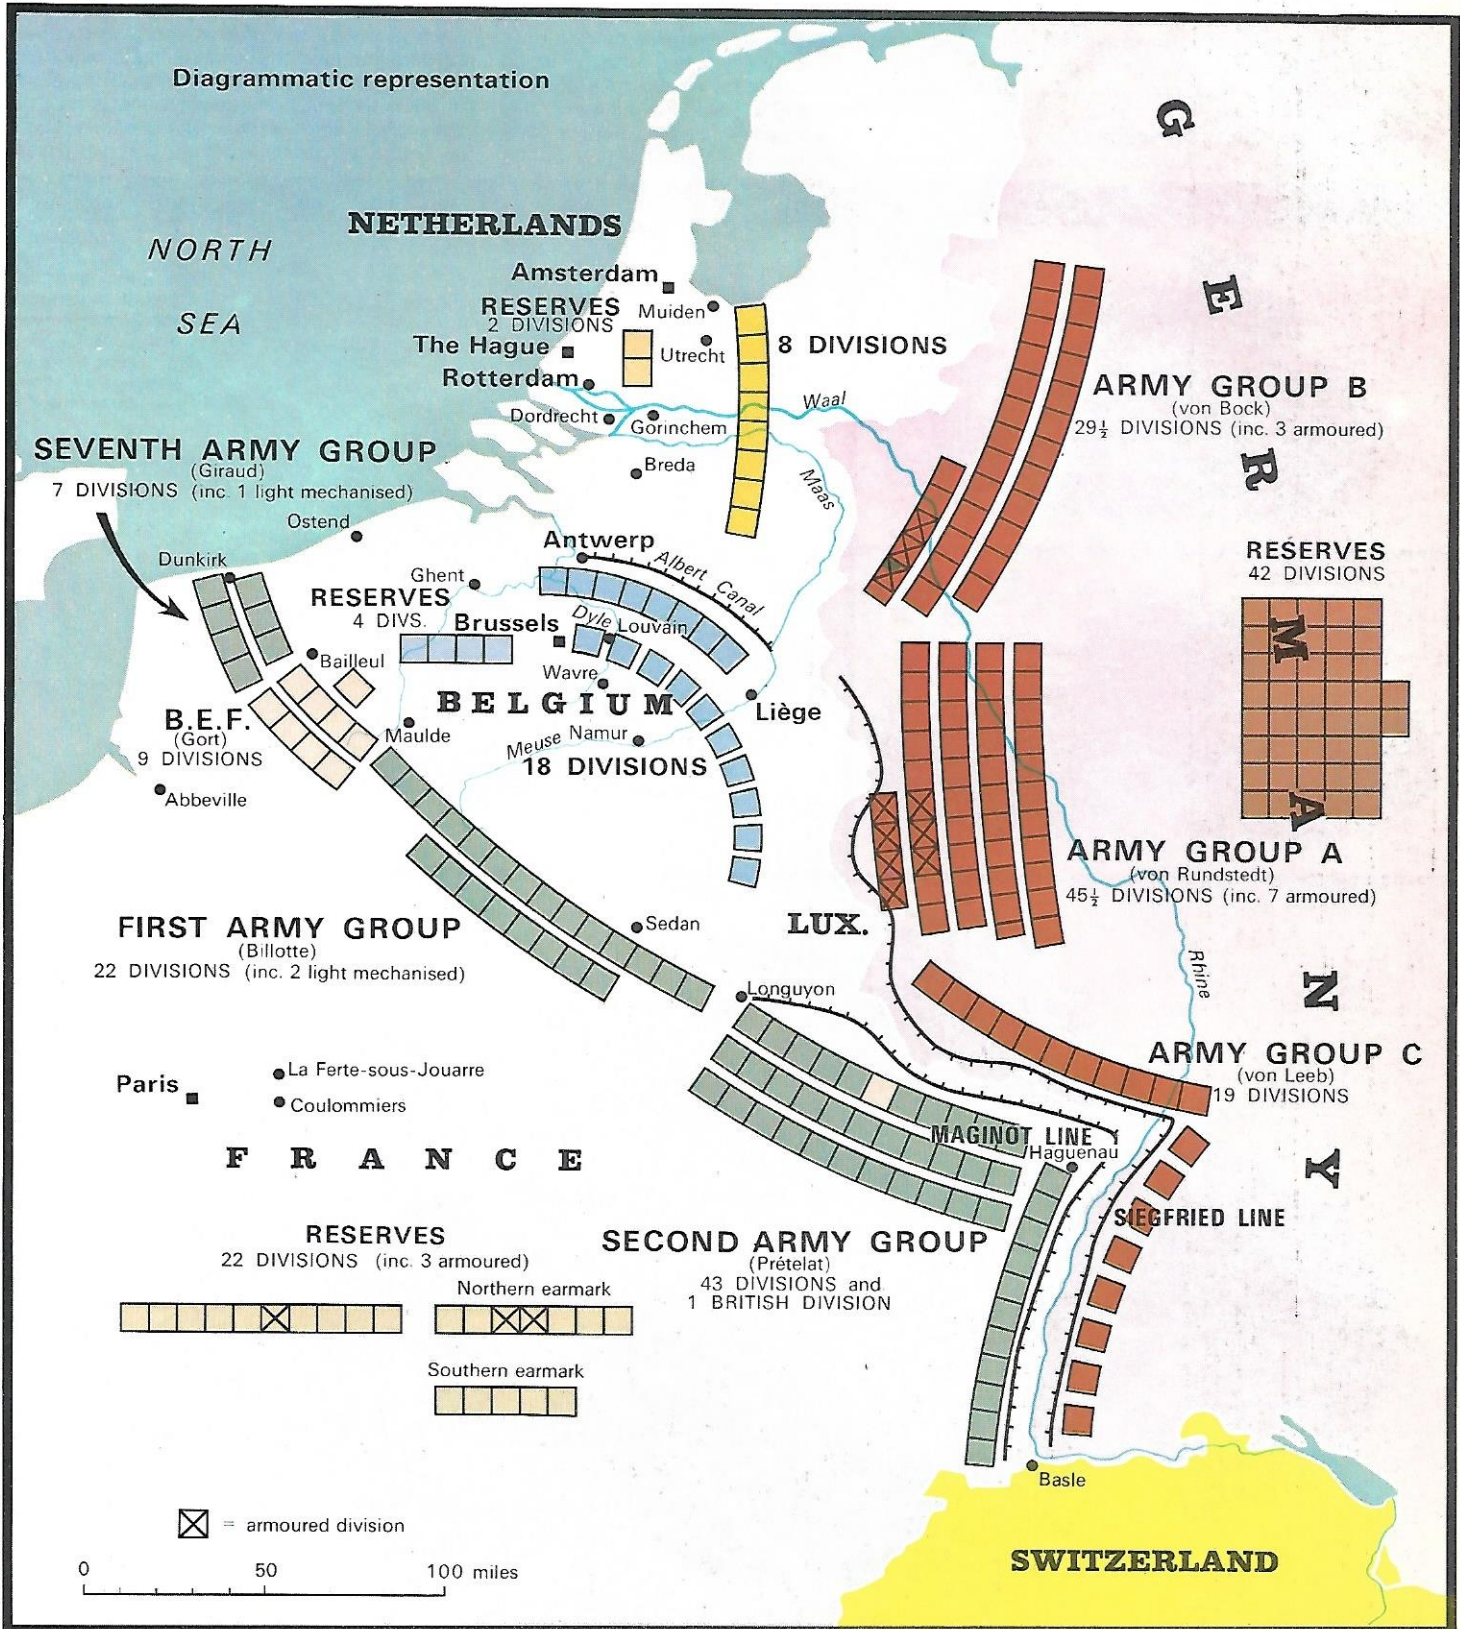 Diagrammatic representation
NORTH
SEA
NETHERLANDS
Amsterdam
RESERVES
2 DIVISIONS
Muiden
The Hague
Utrecht
Rotterdam
8 DIVISIONS
Dordrecht
Gorinchem
Waal
Breda
Maas
SEVENTH ARMY GROUP
(Giraud)
7 DIVISIONS (inc. 1 light mechanised)
Ostend
Dunkirk
Antwerp
Albert Canal
Ghent
RESERVES
4 DIVS.
Brussels
Dyle
Louvain
Bailleul
Wavre
BELGIUM
Liège
B.E.F.
(Gort)
9 DIVISIONS
Maulde
Meuse
Namur
18 DIVISIONS
Abbeville
GERMANY
ARMY GROUP B
(von Bock)
29½ DIVISIONS (inc. 3 armoured)
RESERVES
42 DIVISIONS
ARMY GROUP A
(von Rundstedt)
45½ DIVISIONS (inc. 7 armoured)
FIRST ARMY GROUP
(Billotte)
22 DIVISIONS (inc. 2 light mechanised)
Sedan
LUX.
Longuyon
Rhine
ARMY GROUP C
(von Leeb)
19 DIVISIONS
La Ferte-sous-Jouarre
Paris
Coulommiers
FRANCE
MAGINOT LINE
Haguenau
SIEGFRIED LINE
RESERVES
22 DIVISIONS (inc. 3 armoured)
Northern earmark
Southern earmark
SECOND ARMY GROUP
(Prételat)
43 DIVISIONS and
1 BRITISH DIVISION
Basle
SWITZERLAND
= armoured division
0 50 100 miles